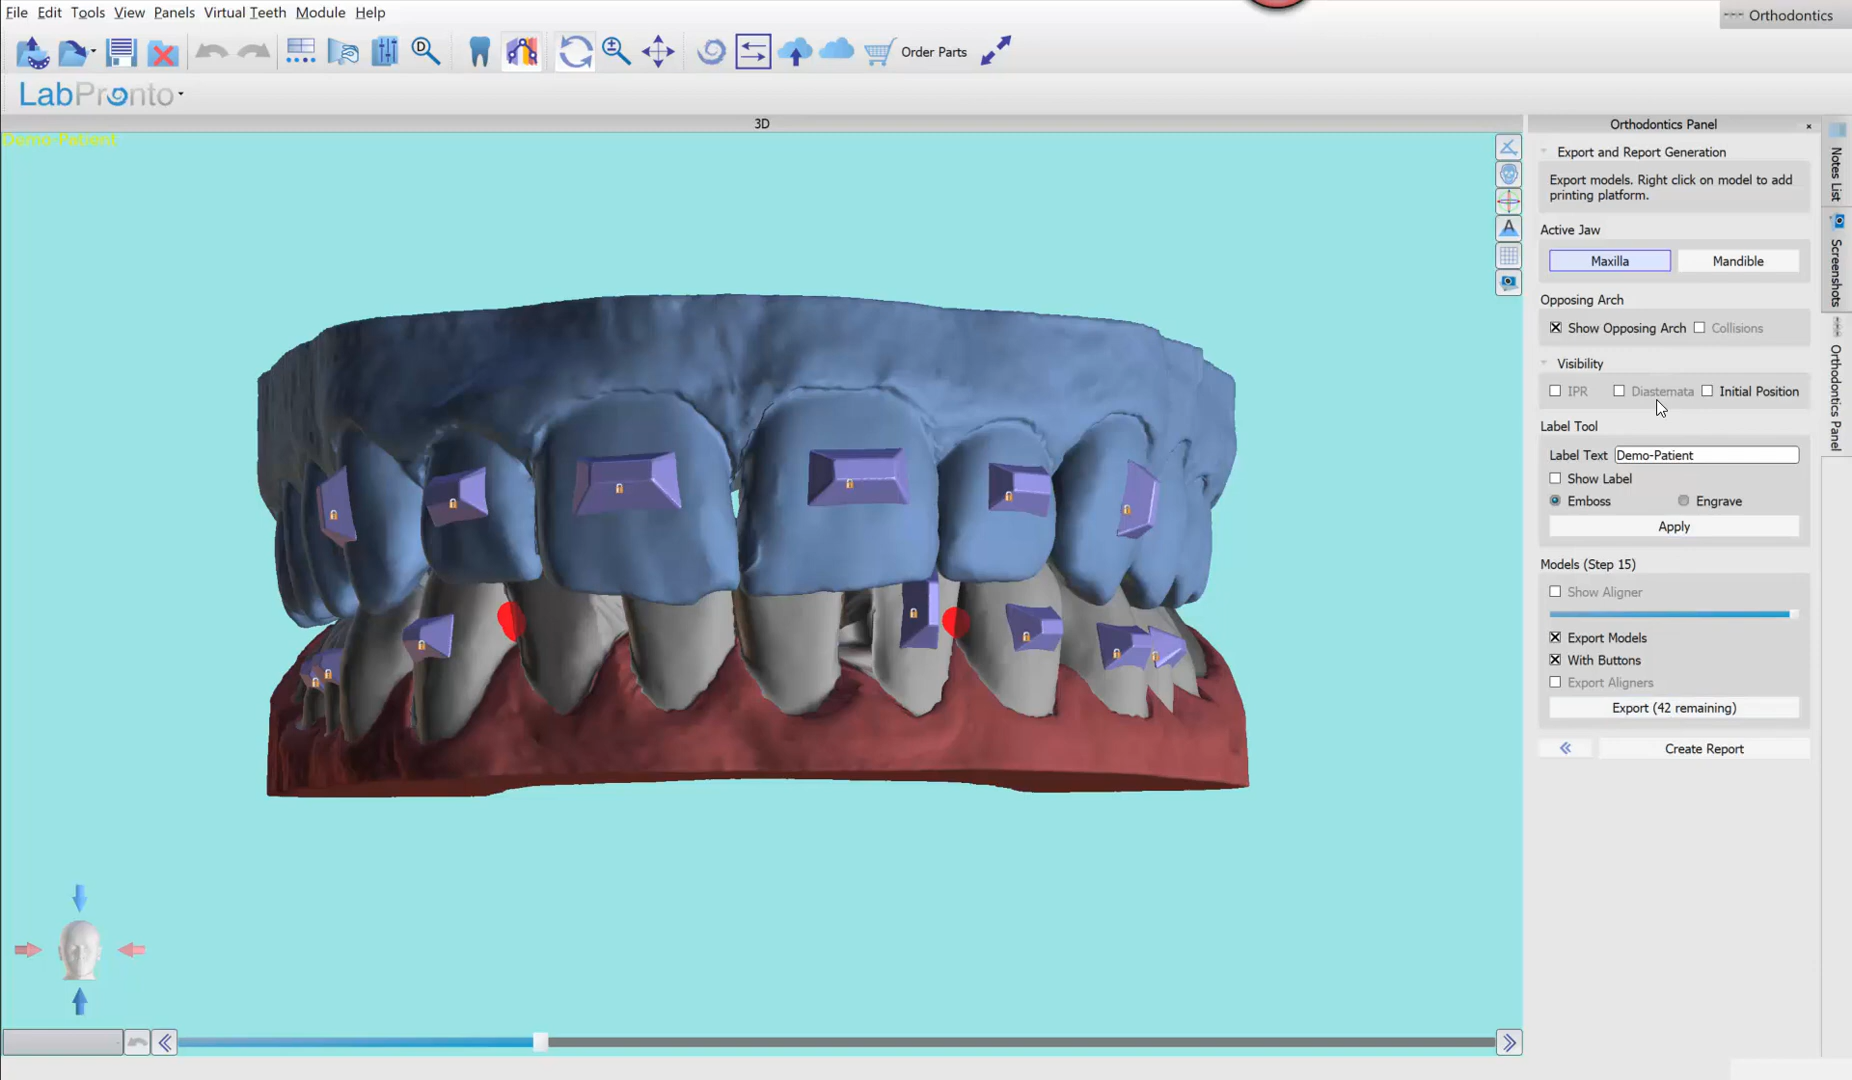 File Edit Tools View Panels Virtual Teeth Module Help
Orthodontics
D
Order Parts
LabPronto
3D
Demo-Patient
Orthodontics Panel
Export and Report Generation
Export models. Right click on model to add
printing platform.
Active Jaw
Maxilla Mandible
Opposing Arch
Show Opposing Arch Collisions
Visibility
IPR Diastemata Initial Position
Label Tool
Label Text Demo-Patient
Show Label
Emboss Engrave
Apply
Models (Step 15)
Show Aligner
Export Models
With Buttons
Export Aligners
Export (42 remaining)
Create Report
A
Notes List
Screenshots
Orthodontics Panel